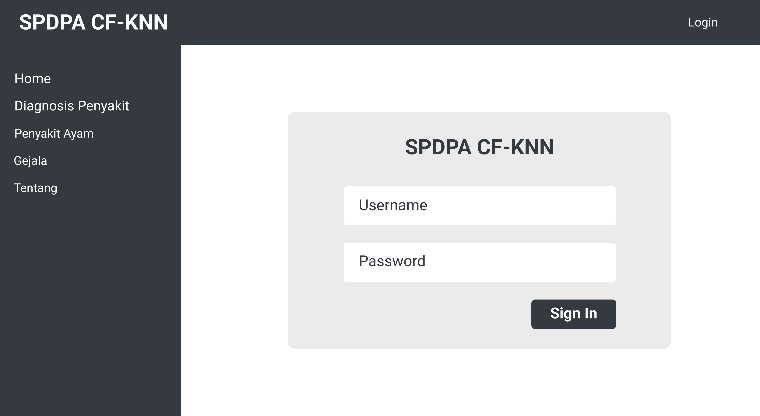 SPDPA CF-KNN
Login
Home
Diagnosis Penyakit
Penyakit Ayam
Gejala
Tentang
SPDPA CF-KNN
Username
Password
Sign In